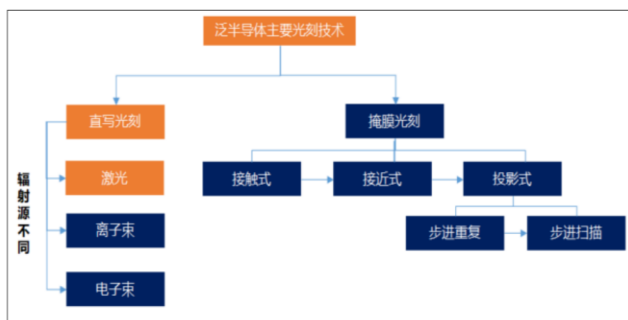 泛半导体主要光刻技术
直写光刻
掩膜光刻
辐射源不同
激光
接触式
接近式
投影式
离子束
步进重复
步进扫描
电子束